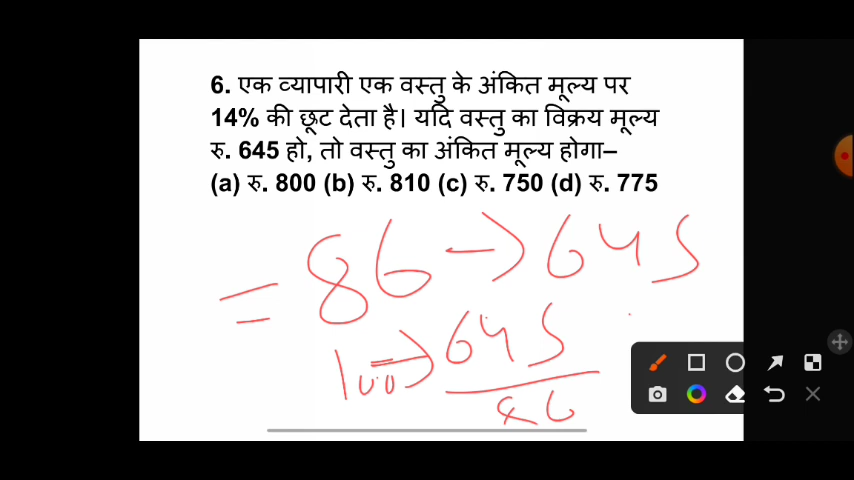 6. एक व्यापारी एक वस्तु के अंकित मूल्य पर
14% की छूट देता है। यदि वस्तु का विक्रय मूल्य
रु. 645 हो, तो वस्तु का अंकित मूल्य होगा–
(a) रु. 800 (b) रु. 810 (c) रु. 750 (d) रु. 775
= 86 → 645
100 → 645
86